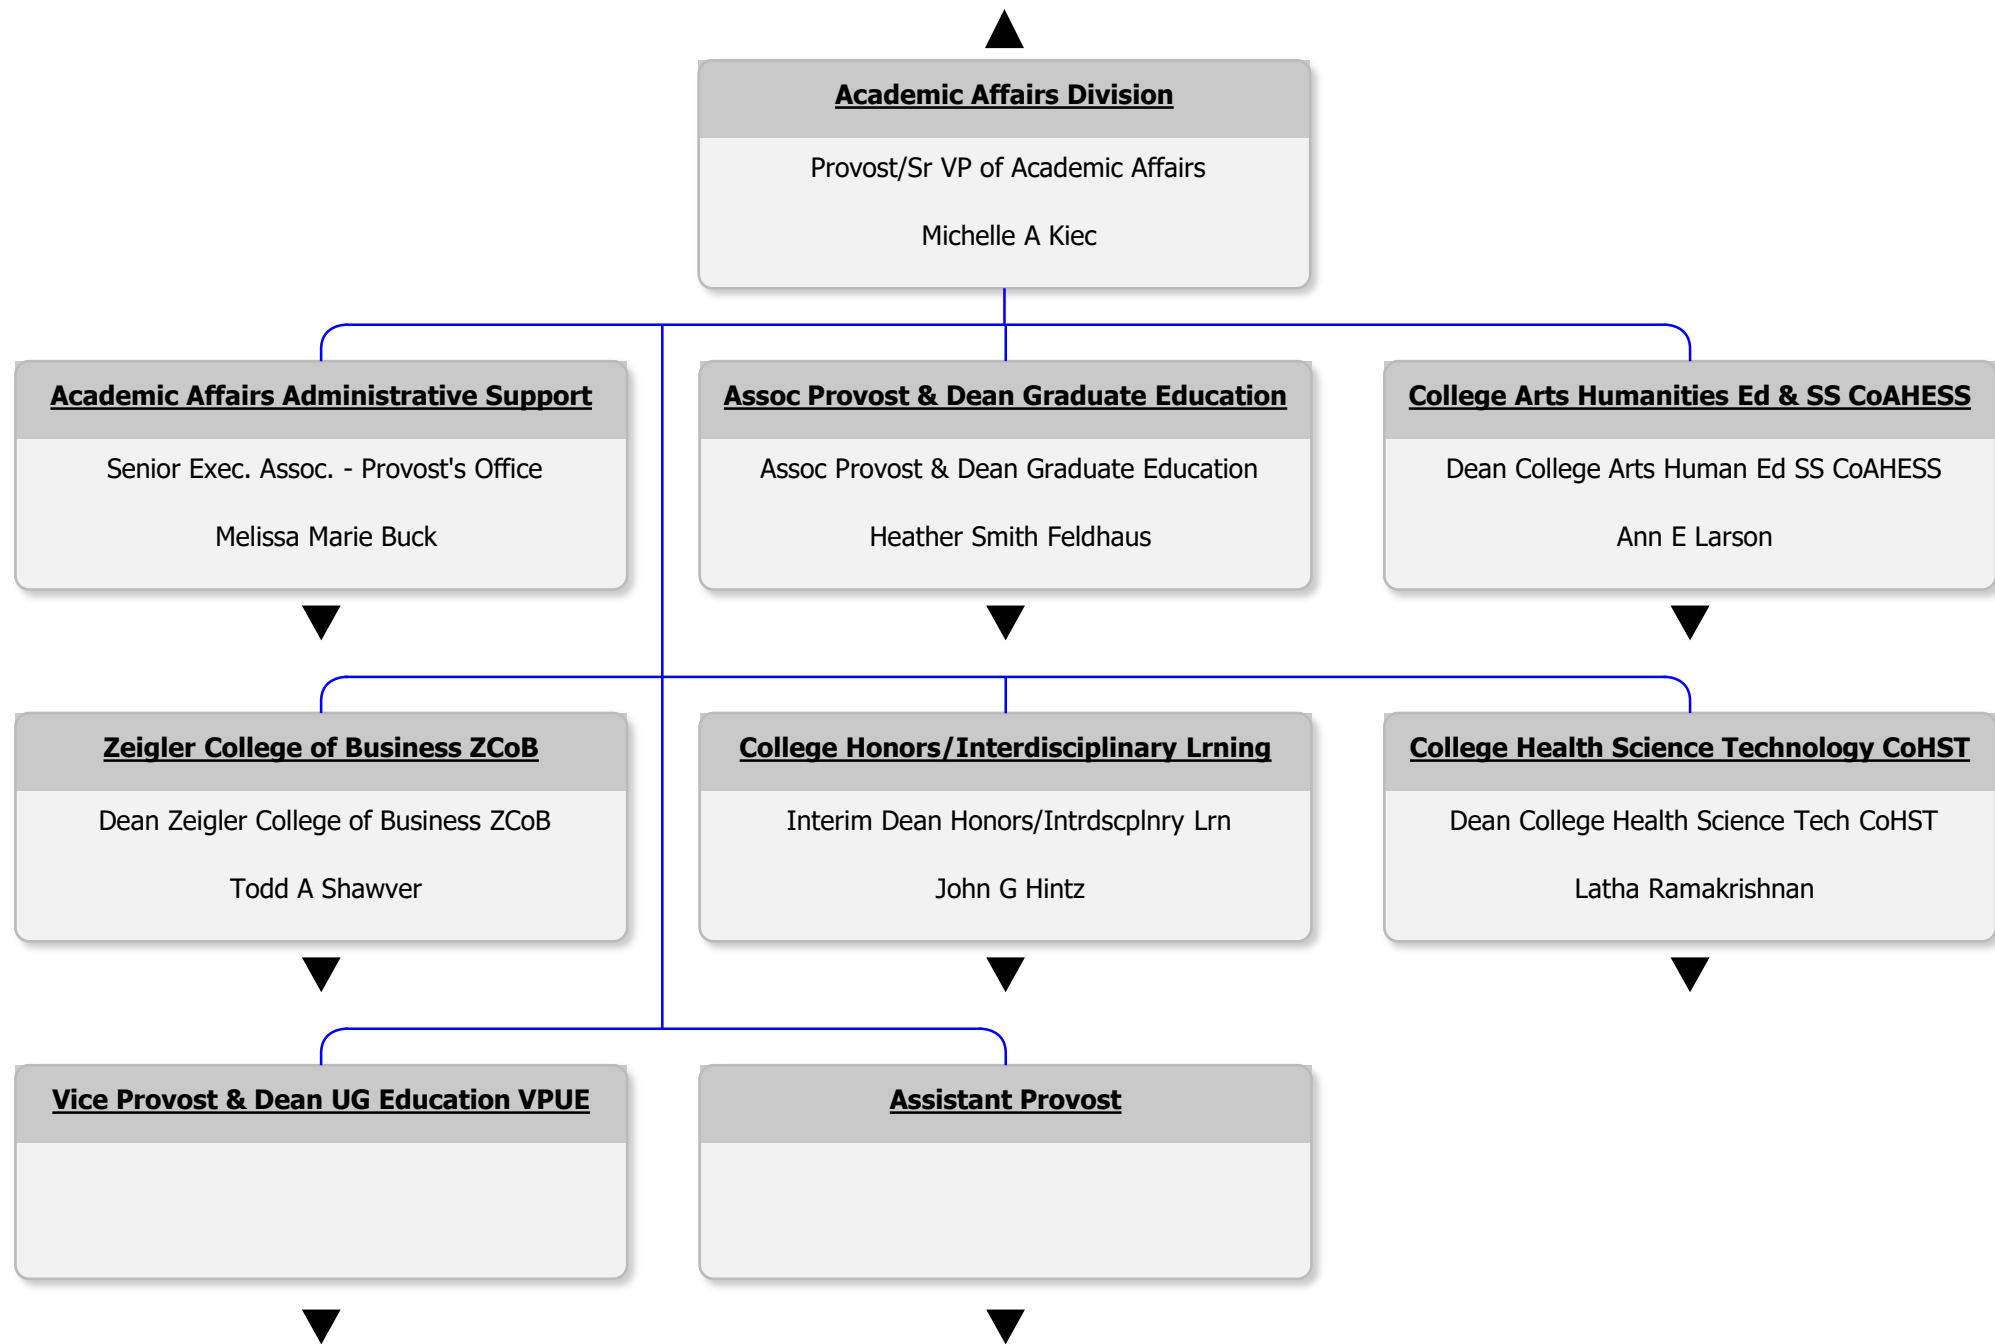 Academic Affairs Division
Provost/Sr VP of Academic Affairs
Michelle A Kiec
Academic Affairs Administrative Support
Senior Exec. Assoc. - Provost's Office
Melissa Marie Buck
Assoc Provost & Dean Graduate Education
Assoc Provost & Dean Graduate Education
Heather Smith Feldhaus
College Arts Humanities Ed & SS CoAHESS
Dean College Arts Human Ed SS CoAHESS
Ann E Larson
Zeigler College of Business ZCoB
Dean Zeigler College of Business ZCoB
Todd A Shawver
College Honors/Interdisciplinary Lrning
Interim Dean Honors/Intrdscplnry Lrn
John G Hintz
College Health Science Technology CoHST
Dean College Health Science Tech CoHST
Latha Ramakrishnan
Vice Provost & Dean UG Education VPUE
Assistant Provost